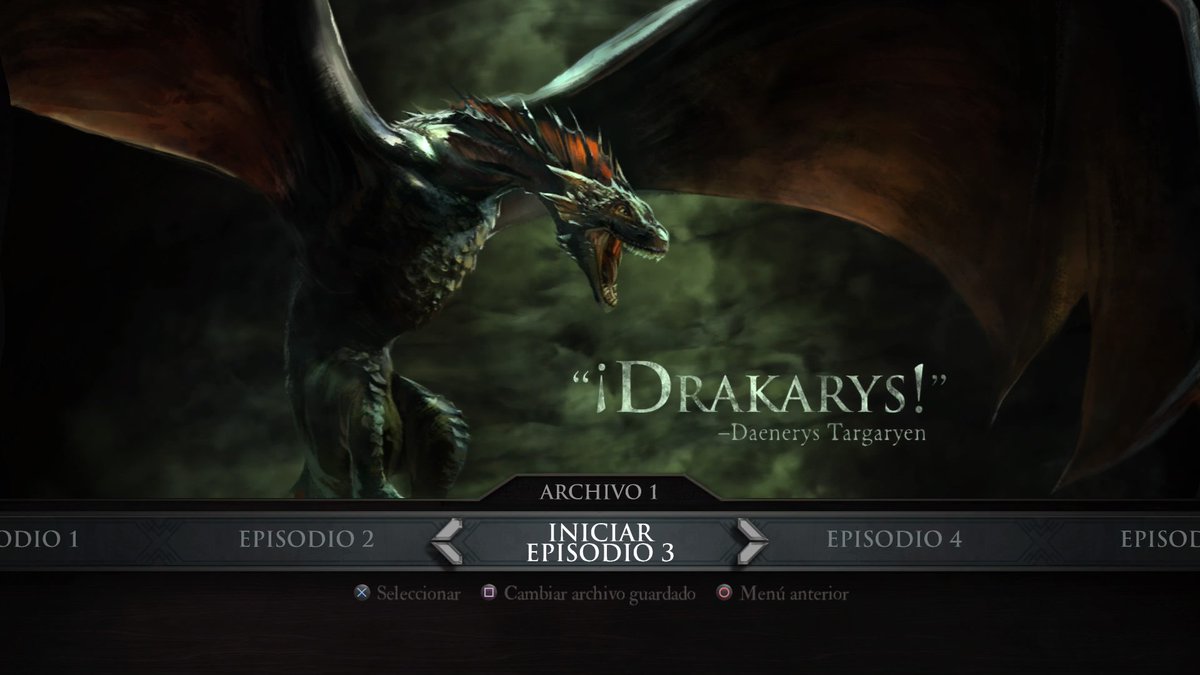 “¡DRAKARYS!”
–Daenerys Targaryen
ARCHIVO 1
ODIO 1
EPISODIO 2
INICIAR
EPISODIO 3
EPISODIO 4
EPISOD
Seleccionar
Cambiar archivo guardado
Menú anterior